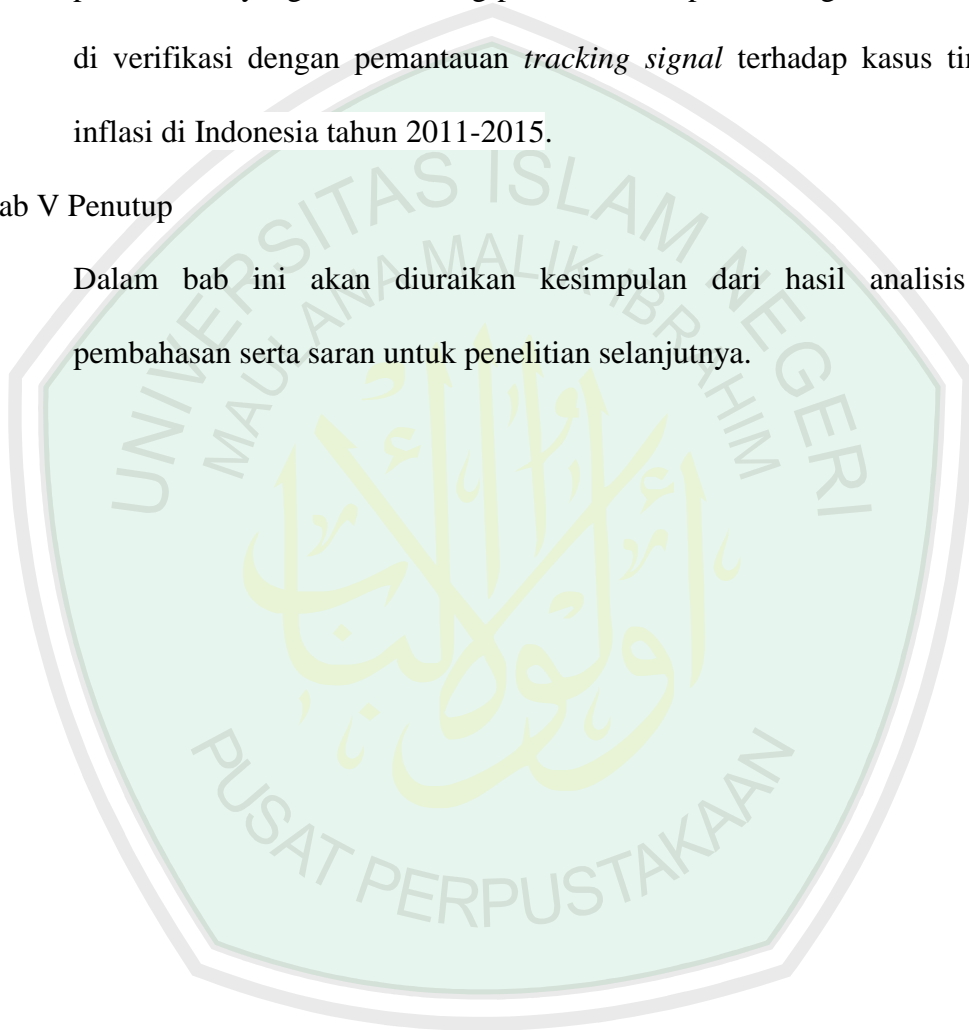 di verifikasi dengan pemantauan tracking signal terhadap kasus
inflasi di Indonesia tahun 2011-2015.
V Penutup
Dalam bab ini akan diuraikan kesimpulan dari hasil analisis
pembahasan serta saran untuk penelitian selanjutnya.
UNIVERSITAS ISLAM NEGERI
MAULANA MALIK IBRAHIM
PUSAT PERPUSTAKAAN